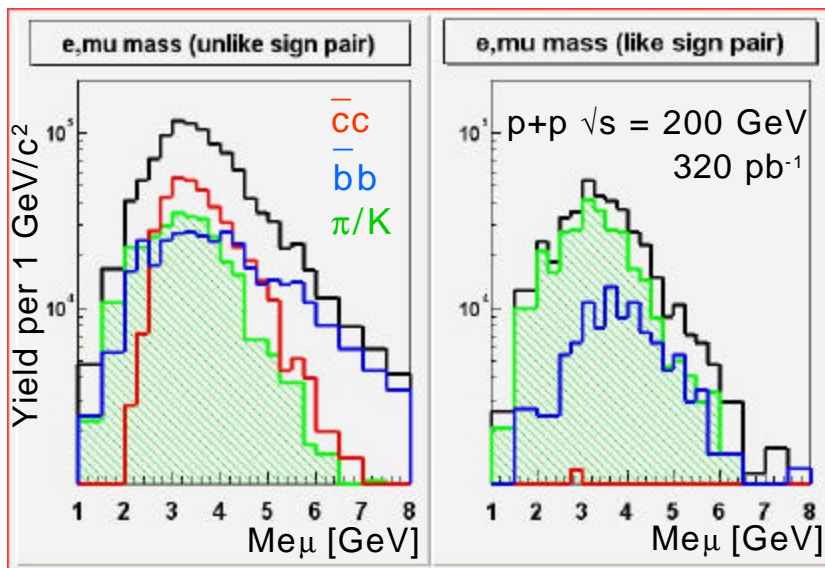 e,mu mass (unlike sign pair)
Yield per 1 GeV/c²
10⁵
10⁴
c̅c
b̅b
π/K
1 2 3 4 5 6 7 8
Meμ [GeV]
e,mu mass (like sign pair)
10⁵
10⁴
p+p √s = 200 GeV
320 pb⁻¹
1 2 3 4 5 6 7 8
Meμ [GeV]